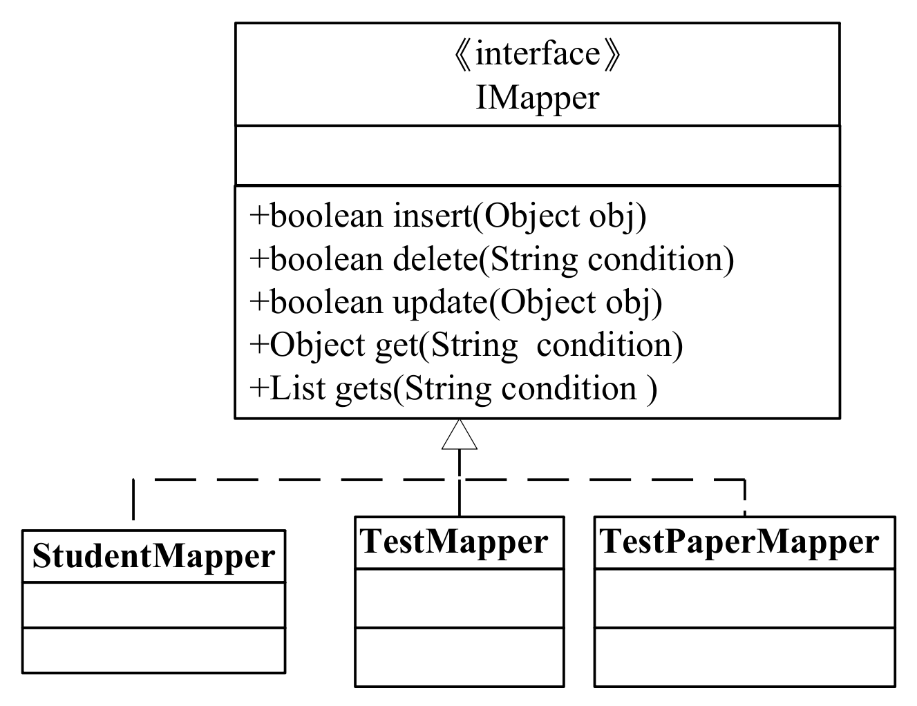 《interface》
IMapper
+boolean insert(Object obj)
+boolean delete(String condition)
+boolean update(Object obj)
+Object get(String  condition)
+List gets(String condition )
StudentMapper
TestMapper
TestPaperMapper